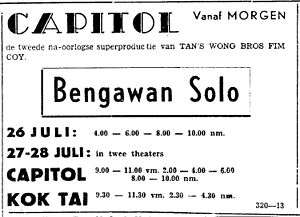 CAPITOL Vanaf MORGEN
de tweede na-oorlogse superproductie van TAN'S WONG BROS FIM
COY.
Bengawan Solo
26 JULI: 4.00 — 6.00 — 8.00 — 10.00 nm.
27-28 JULI: in twee theaters
CAPITOL 9.00 — 11.00 vm. 2.00 — 4.00 — 6.00
8.00 — 10.00 nm.
KOK TAI 9.30 — 11.30 vm. 2.30 — 4.30 nm.
320—13